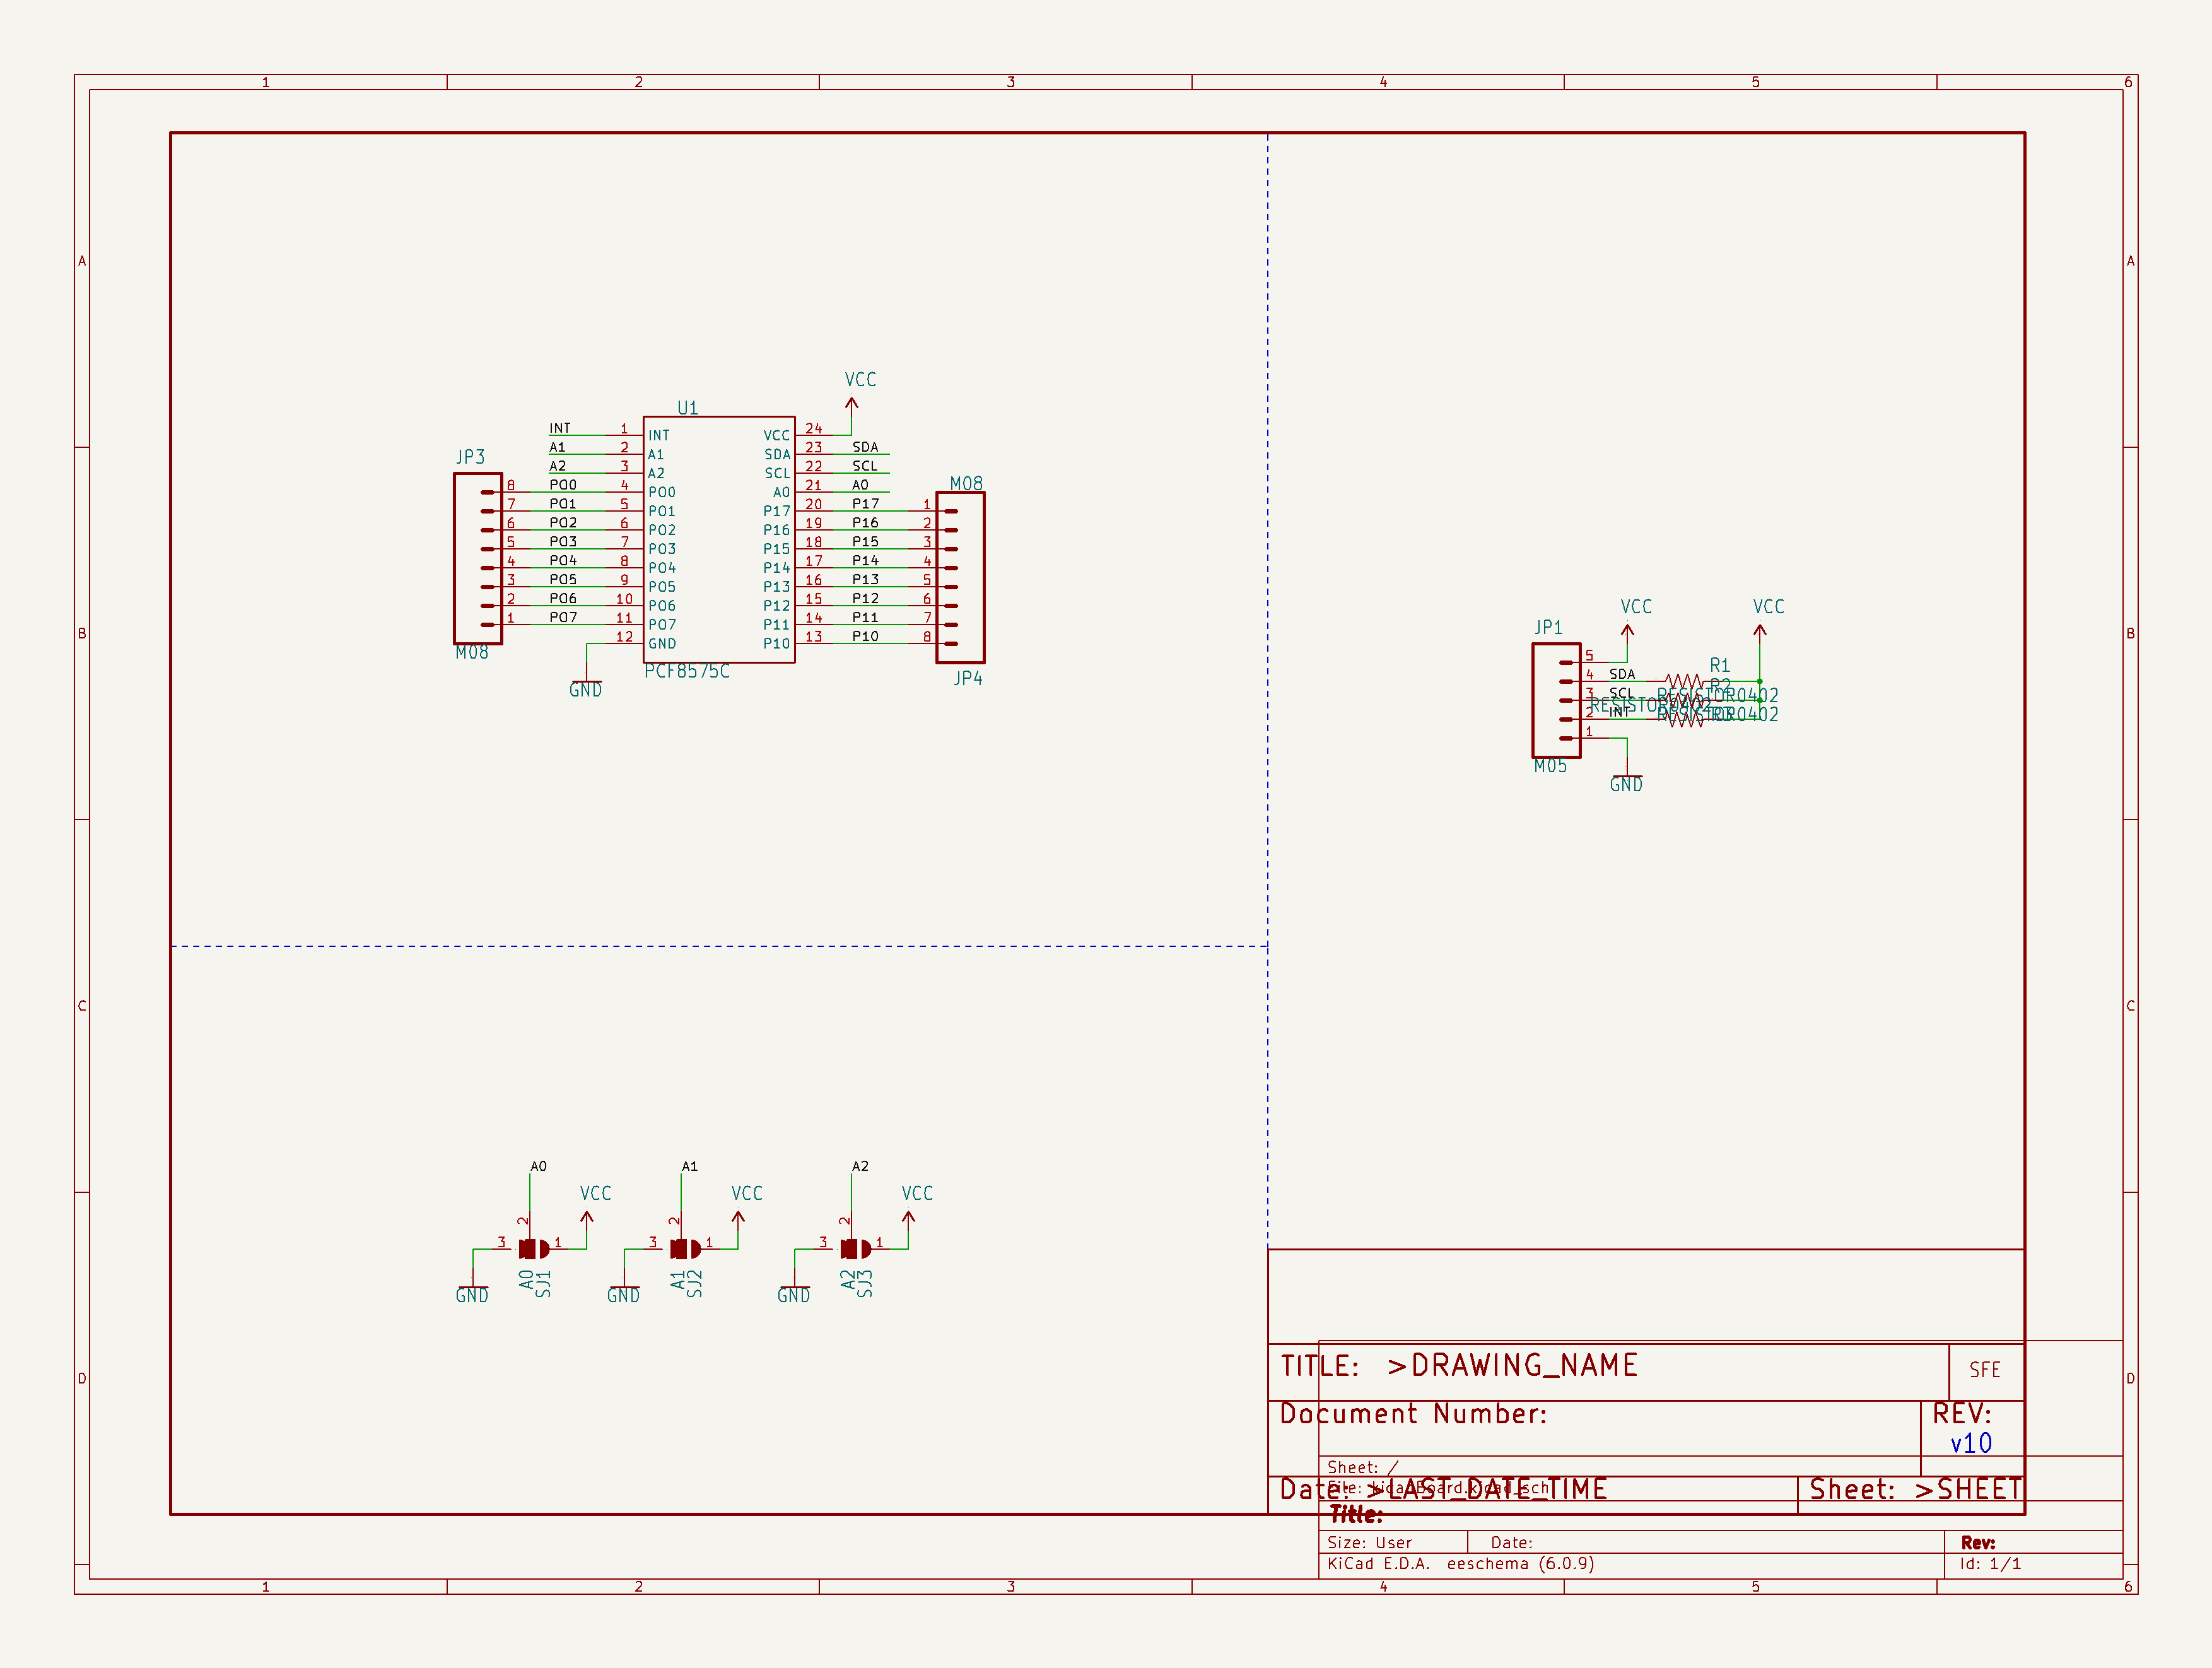 1 2 3 4 5 6
A A
VCC
U1
INT 1 INT VCC 24
A1 2 A1 SDA 23 SDA
JP3 A2 3 A2 SCL 22 SCL
8 PO0 4 PO0 A0 21 A0 M08
7 PO1 5 PO1 P17 20 P17 1
6 PO2 6 PO2 P16 19 P16 2
5 PO3 7 PO3 P15 18 P15 3
4 PO4 8 PO4 P14 17 P14 4
3 PO5 9 PO5 P13 16 P13 5
2 PO6 10 PO6 P12 15 P12 6
1 PO7 11 PO7 P11 14 P11 7
12 GND P10 13 P10 8
M08 PCF8575C JP4
GND
B B
VCC VCC
JP1
5 R1
4 SDA R2
3 SCL RESISTOR0402
RESISTOR0402
2 INT RESISTOR0402
R3
1
M05
GND
C C
A0 A1 A2
VCC VCC VCC
2 2 2
3 1 3 1 3 1
GND A0 SJ1 GND A1 SJ2 GND A2 SJ3
D D
TITLE: >DRAWING_NAME SFE
Document Number: REV:
v10
Sheet: /
File: kicadBoard.kicad_sch
Date: >LAST_DATE_TIME Sheet: >SHEET
Title:
Size: User Date: Rev:
KiCad E.D.A. eeschema (6.0.9) Id: 1/1
1 2 3 4 5 6